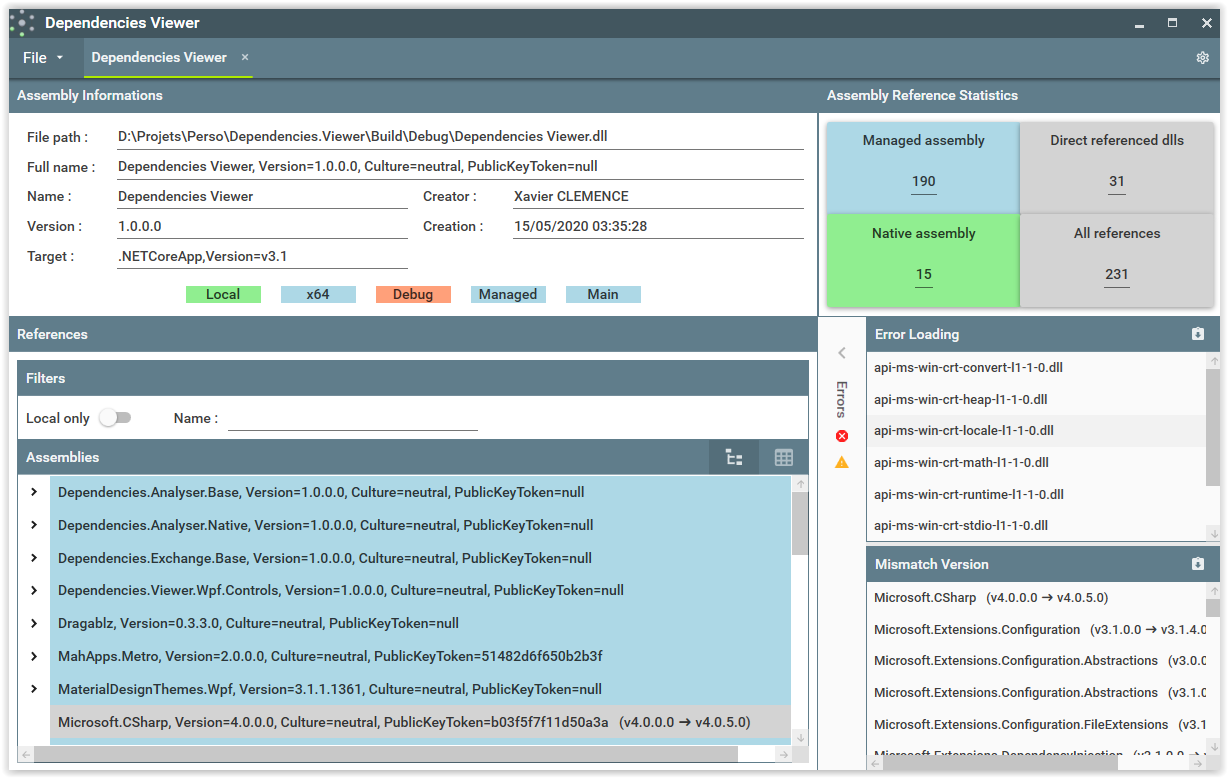 Dependencies Viewer
File
Dependencies Viewer
Assembly Informations
File path : D:\Projets\Perso\Dependencies.Viewer\Build\Debug\Dependencies Viewer.dll
Full name : Dependencies Viewer, Version=1.0.0.0, Culture=neutral, PublicKeyToken=null
Name : Dependencies Viewer Creator : Xavier CLEMENCE
Version : 1.0.0.0 Creation : 15/05/2020 03:35:28
Target : .NETCoreApp,Version=v3.1
Local x64 Debug Managed Main
Assembly Reference Statistics
Managed assembly
190
Direct referenced dlls
31
Native assembly
15
All references
231
References
Filters
Local only Name :
Assemblies
Dependencies.Analyser.Base, Version=1.0.0.0, Culture=neutral, PublicKeyToken=null
Dependencies.Analyser.Native, Version=1.0.0.0, Culture=neutral, PublicKeyToken=null
Dependencies.Exchange.Base, Version=1.0.0.0, Culture=neutral, PublicKeyToken=null
Dependencies.Viewer.Wpf.Controls, Version=1.0.0.0, Culture=neutral, PublicKeyToken=null
Dragablz, Version=0.3.3.0, Culture=neutral, PublicKeyToken=null
MahApps.Metro, Version=2.0.0.0, Culture=neutral, PublicKeyToken=51482d6f650b2b3f
MaterialDesignThemes.Wpf, Version=3.1.1.1361, Culture=neutral, PublicKeyToken=null
Microsoft.CSharp, Version=4.0.0.0, Culture=neutral, PublicKeyToken=b03f5f7f11d50a3a (v4.0.0.0 → v4.0.5.0)
Errors
Error Loading
api-ms-win-crt-convert-l1-1-0.dll
api-ms-win-crt-heap-l1-1-0.dll
api-ms-win-crt-locale-l1-1-0.dll
api-ms-win-crt-math-l1-1-0.dll
api-ms-win-crt-runtime-l1-1-0.dll
api-ms-win-crt-stdio-l1-1-0.dll
Mismatch Version
Microsoft.CSharp (v4.0.0.0 → v4.0.5.0)
Microsoft.Extensions.Configuration (v3.1.0.0 → v3.1.4.0
Microsoft.Extensions.Configuration.Abstractions (v3.0.0
Microsoft.Extensions.Configuration.Abstractions (v3.1.0
Microsoft.Extensions.Configuration.FileExtensions (v3.1
Microsoft.Extensions.DependencyInjection (v3.1.0.0 →